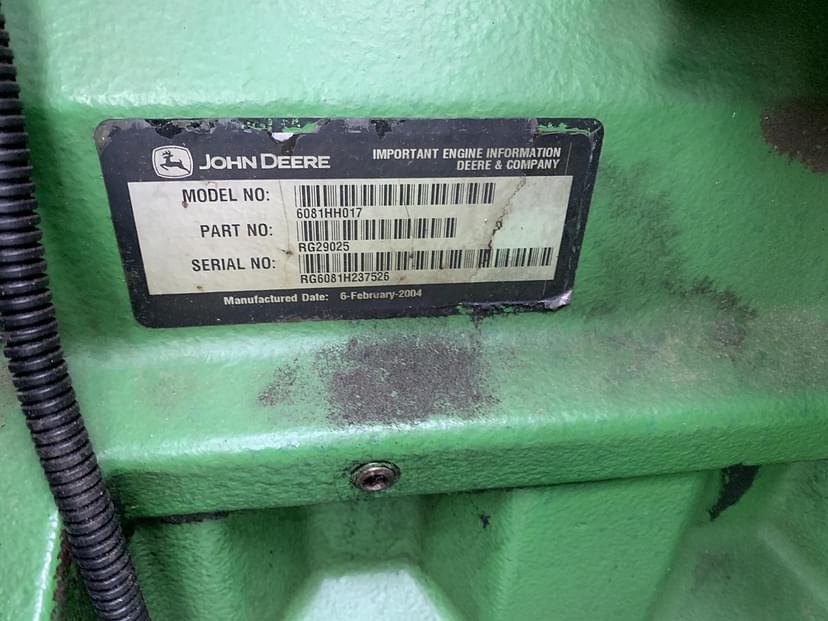 JOHN DEERE
IMPORTANT ENGINE INFORMATION
DEERE & COMPANY
MODEL NO:
6081HH017
PART NO:
RG29025
SERIAL NO:
RG6081H237526
Manufactured Date: 6-February-2004